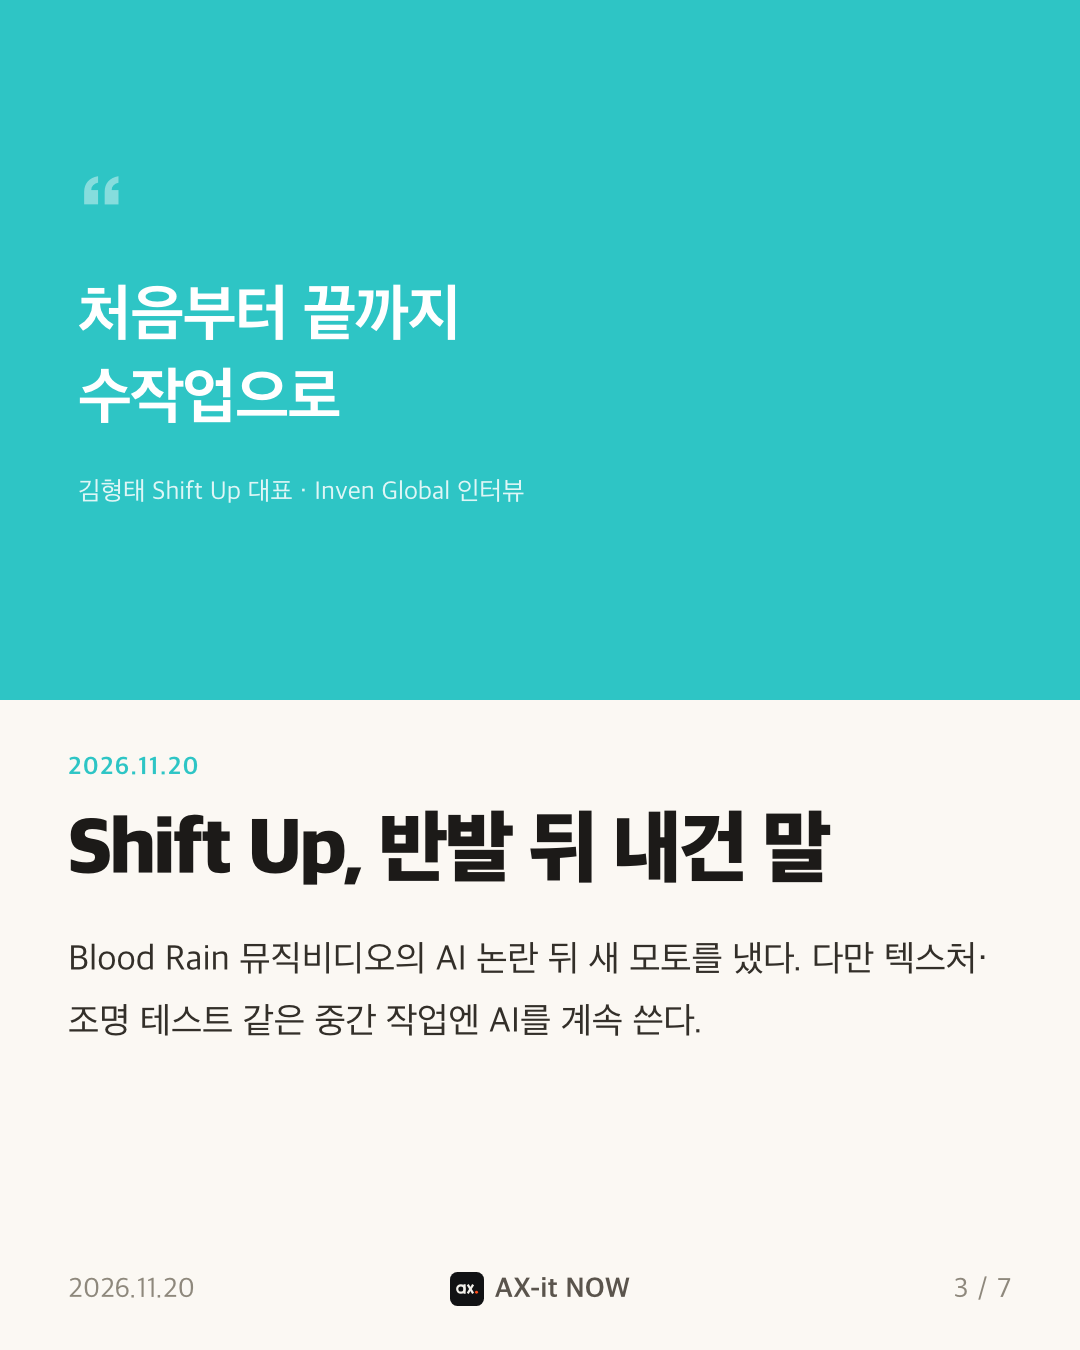 “
처음부터 끝까지
수작업으로
김형태 Shift Up 대표 · Inven Global 인터뷰
2026.11.20
Shift Up, 반발 뒤 내건 말
Blood Rain 뮤직비디오의 AI 논란 뒤 새 모토를 냈다. 다만 텍스처·
조명 테스트 같은 중간 작업엔 AI를 계속 쓴다.
2026.11.20
ax. AX-it NOW
3 / 7